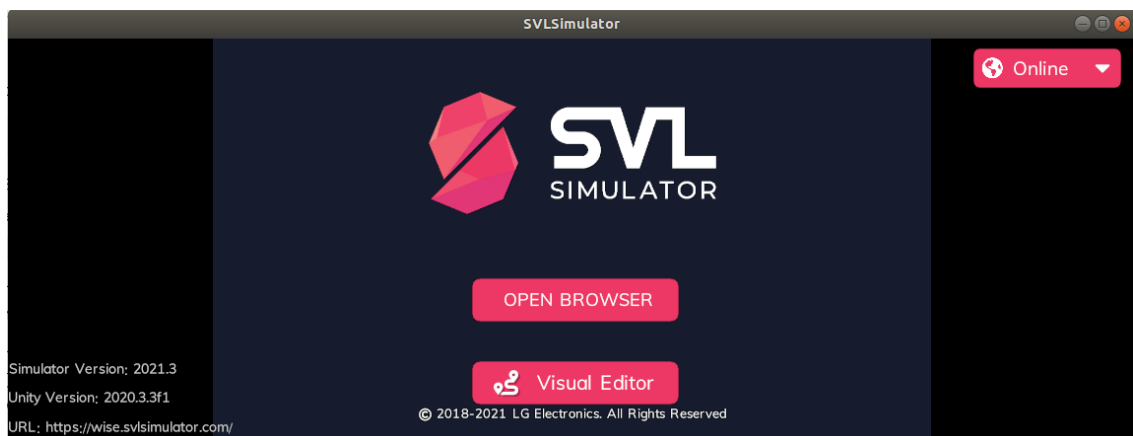 SVLSimulator
Online
SVL
SIMULATOR
OPEN BROWSER
Simulator Version: 2021.3
Visual Editor
Unity Version: 2020.3.3f1
© 2018-2021 LG Electronics. All Rights Reserved
URL: https://wise.svlsimulator.com/